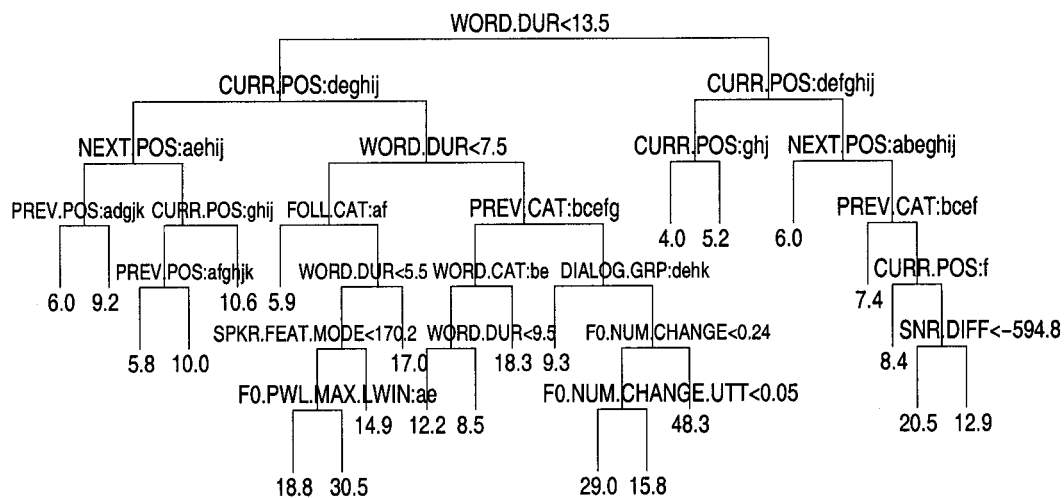 WORD.DUR<13.5
CURR.POS:deghij CURR.POS:defghij
NEXT.POS:aehij WORD.DUR<7.5 CURR.POS:ghj NEXT.POS:abeghij
PREV.POS:adgjk CURR.POS:ghij FOLL.CAT:af PREV.CAT:bcefg 4.0 5.2 6.0 PREV.CAT:bcef
6.0 9.2 PREV.POS:afghjk 10.6 5.9 WORD.DUR<5.5 WORD.CAT:be DIALOG.GRP:dehk 7.4 CURR.POS:f
5.8 10.0 SPKR.FEAT.MODE<170.2 17.0 WORD.DUR<9.5 18.3 9.3 F0.NUM.CHANGE<0.24 8.4 SNR.DIFF<−594.8
F0.PWL.MAX.LWIN:ae 14.9 12.2 8.5 F0.NUM.CHANGE.UTT<0.05 48.3 20.5 12.9
18.8 30.5 29.0 15.8